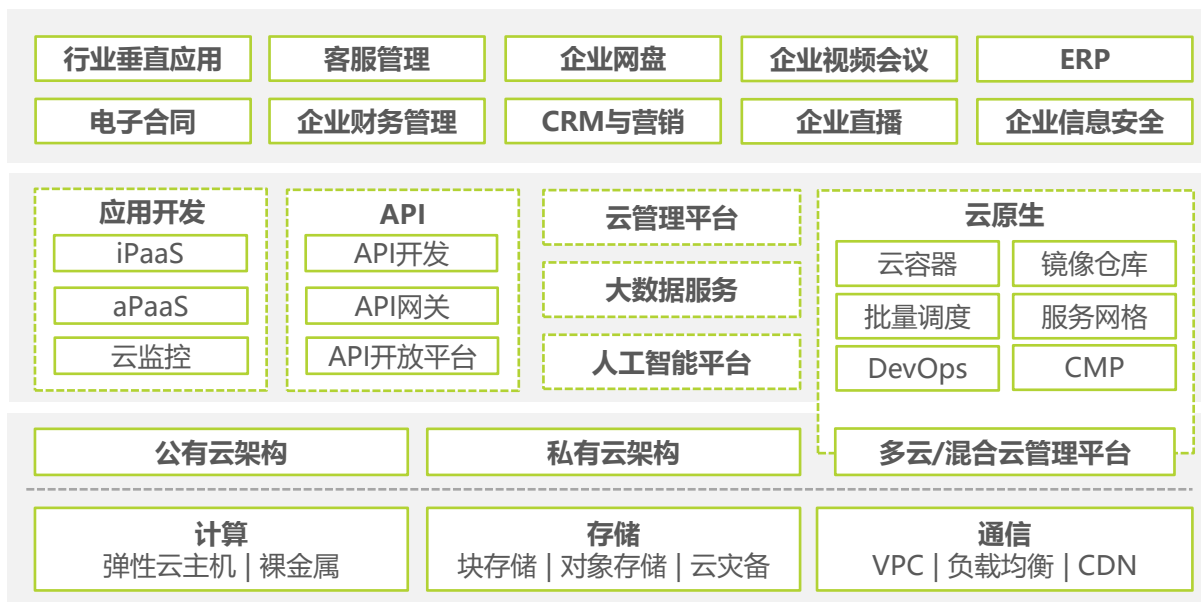 行业垂直应用
客服管理
企业网盘
企业视频会议
ERP
电子合同
企业财务管理
CRM与营销
企业直播
企业信息安全
应用开发
iPaaS
aPaaS
云监控
API
API开发
API网关
API开放平台
云管理平台
大数据服务
人工智能平台
云原生
云容器
镜像仓库
批量调度
服务网格
DevOps
CMP
公有云架构
私有云架构
多云/混合云管理平台
计算
弹性云主机 | 裸金属
存储
块存储 | 对象存储 | 云灾备
通信
VPC | 负载均衡 | CDN